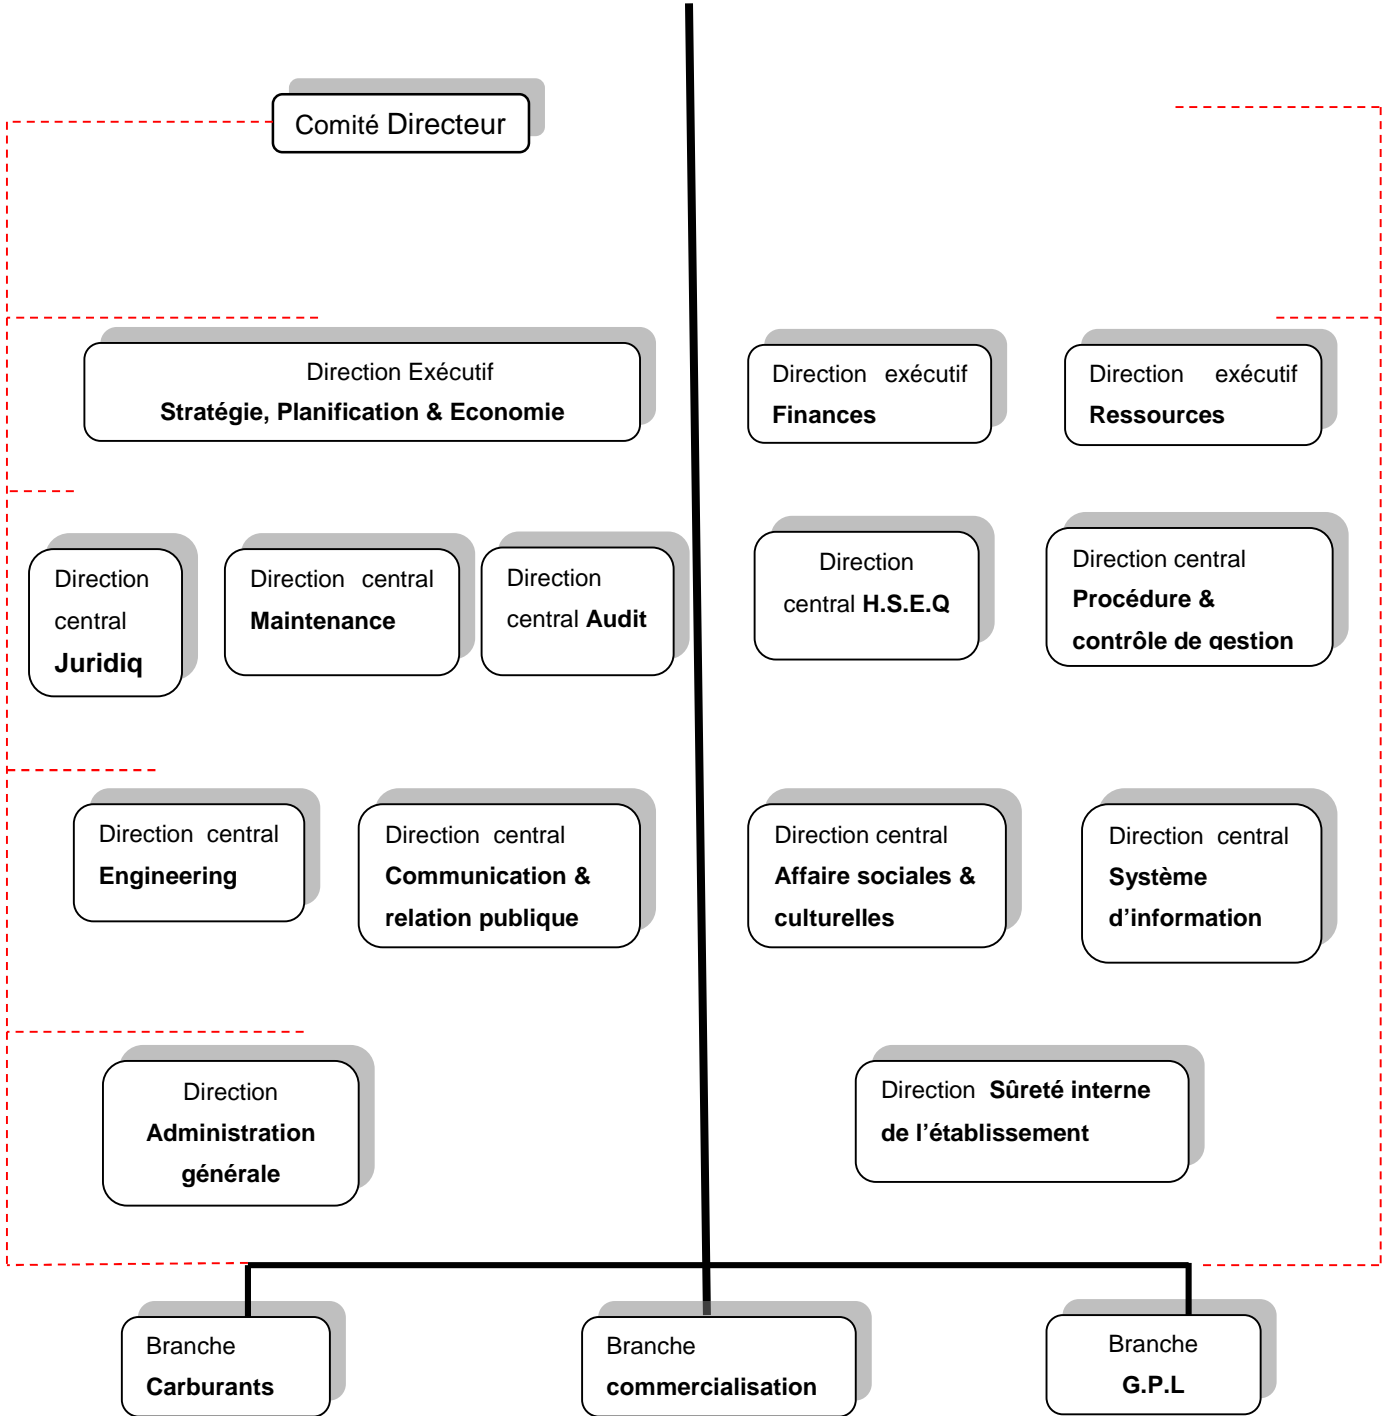 Comité Directeur
Direction Exécutif
Stratégie, Planification & Economie
Direction exécutif
Finances
Direction exécutif
Ressources
Direction
central
Juridiq
Direction central
Maintenance
Direction
central Audit
Direction
central H.S.E.Q
Direction central
Procédure &
contrôle de gestion
Direction central
Engineering
Direction central
Communication &
relation publique
Direction central
Affaire sociales &
culturelles
Direction central
Système
d’information
Direction
Administration
générale
Direction Sûreté interne
de l’établissement
Branche
Carburants
Branche
commercialisation
Branche
G.P.L